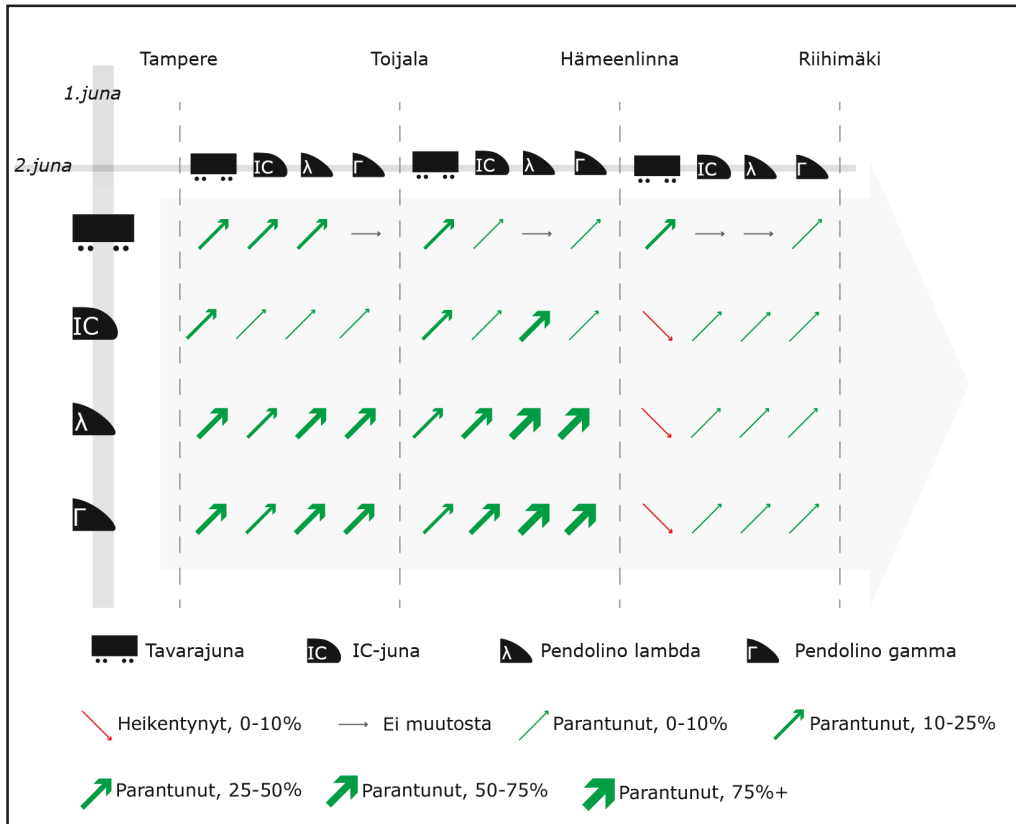 Tampere Toijala Hämeenlinna Riihimäki
1.juna
2.juna
IC λ Γ IC λ Γ IC λ Γ
IC
λ
Γ
Tavarajuna IC IC-juna λ Pendolino lambda Γ Pendolino gamma
Heikentynyt, 0-10% Ei muutosta Parantunut, 0-10% Parantunut, 10-25%
Parantunut, 25-50% Parantunut, 50-75% Parantunut, 75%+